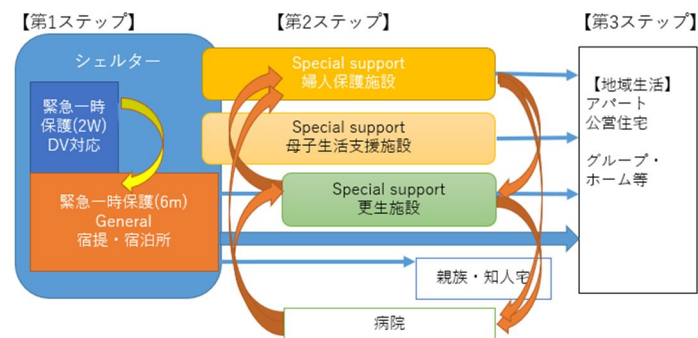 【第1ステップ】
【第2ステップ】
【第3ステップ】
シェルター
緊急一時
保護(2W)
DV対応
緊急一時保護(6m)
General
宿提・宿泊所
Special support
婦人保護施設
Special support
母子生活支援施設
Special support
更生施設
親族・知人宅
病院
【地域生活】
アパート
公営住宅
グループ・
ホーム等